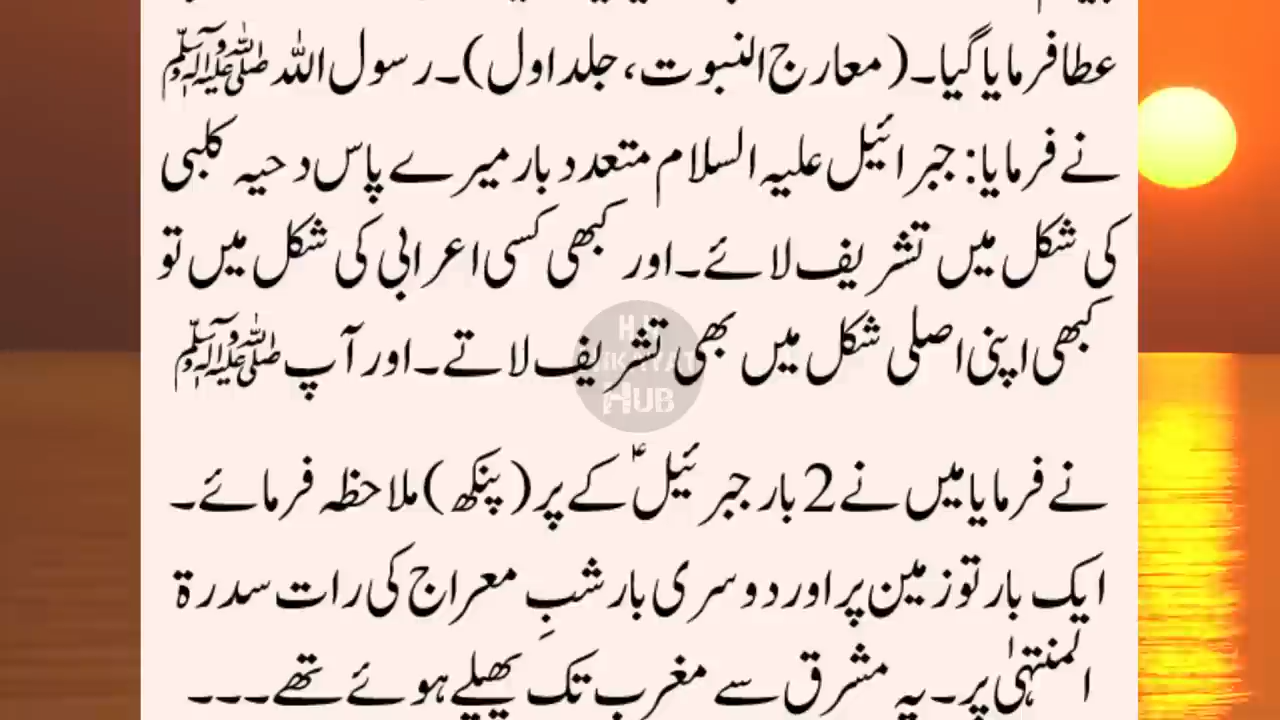 عطا فرمایا گیا۔(معارج النبوت، جلد اول)۔رسول اللہ ﷺ
نے فرمایا: جبرائیل علیہ السلام متعدد بار میرے پاس دحیہ کلبی
کی شکل میں تشریف لائے۔اور کبھی کسی اعرابی کی شکل میں تو
کبھی اپنی اصلی شکل میں بھی تشریف لاتے۔اور آپ ﷺ
HUB
نے فرمایا میں نے 2 بار جبرئیلؑ کے پر (پنکھ) ملاحظہ فرمائے۔
ایک بار تو زمین پر اور دوسری بار شبِ معراج کی رات سدرۃ
المنتہیٰ پر۔یہ مشرق سے مغرب تک پھیلے ہوئے تھے۔۔۔